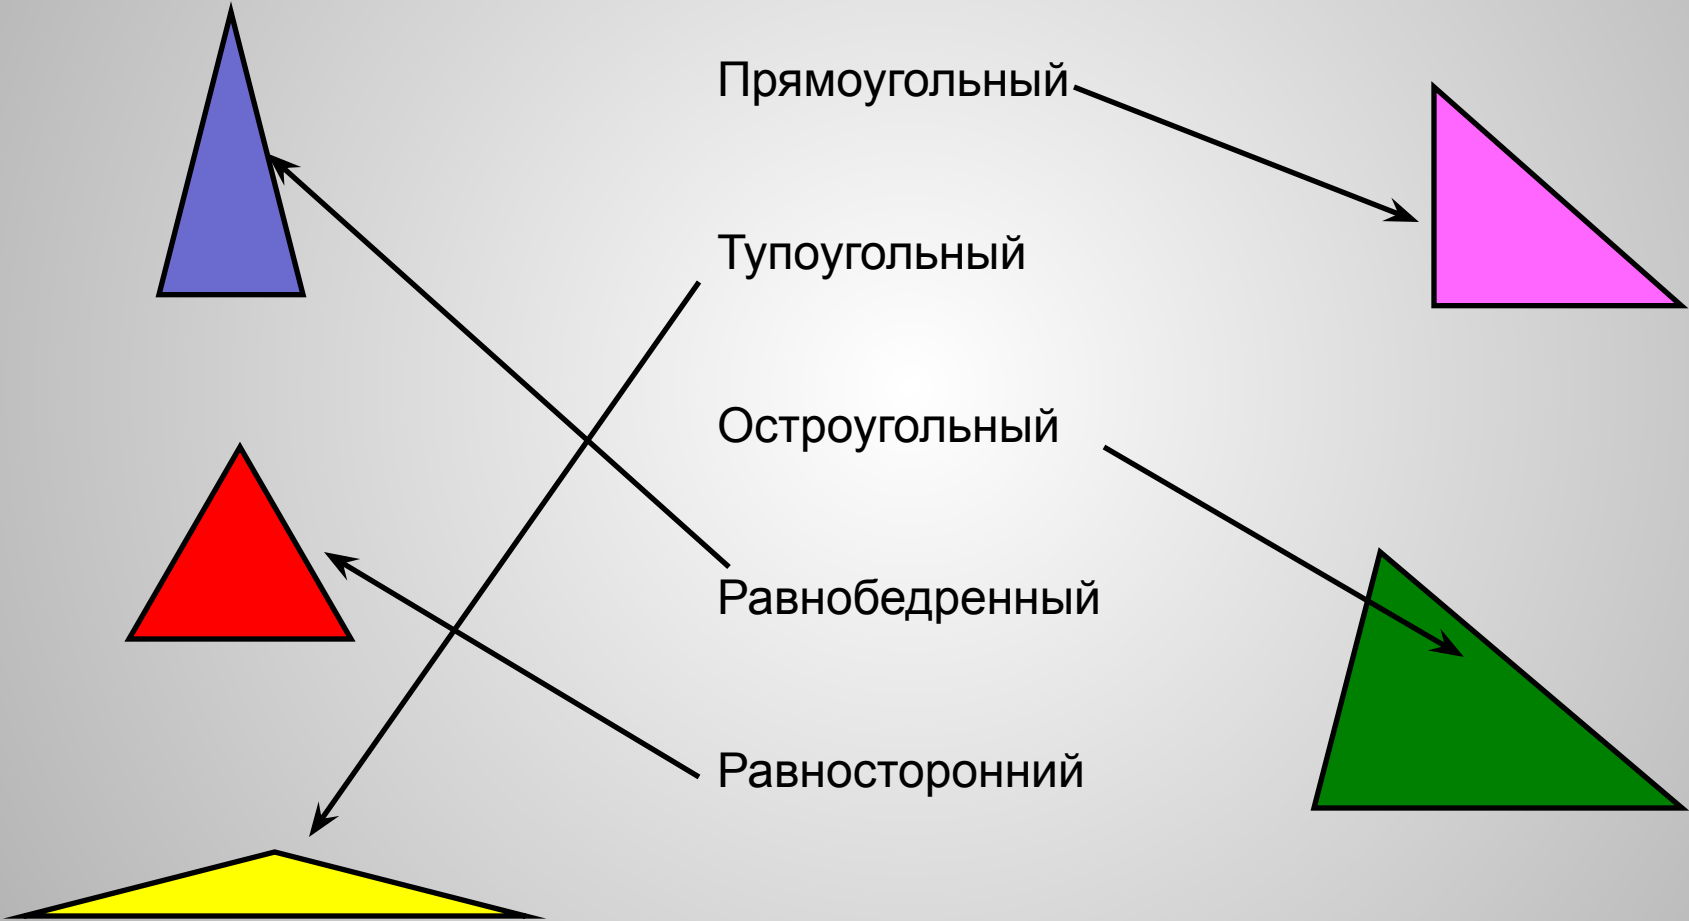 Прямоугольный
Тупоугольный
Остроугольный
Равнобедренный
Равносторонний